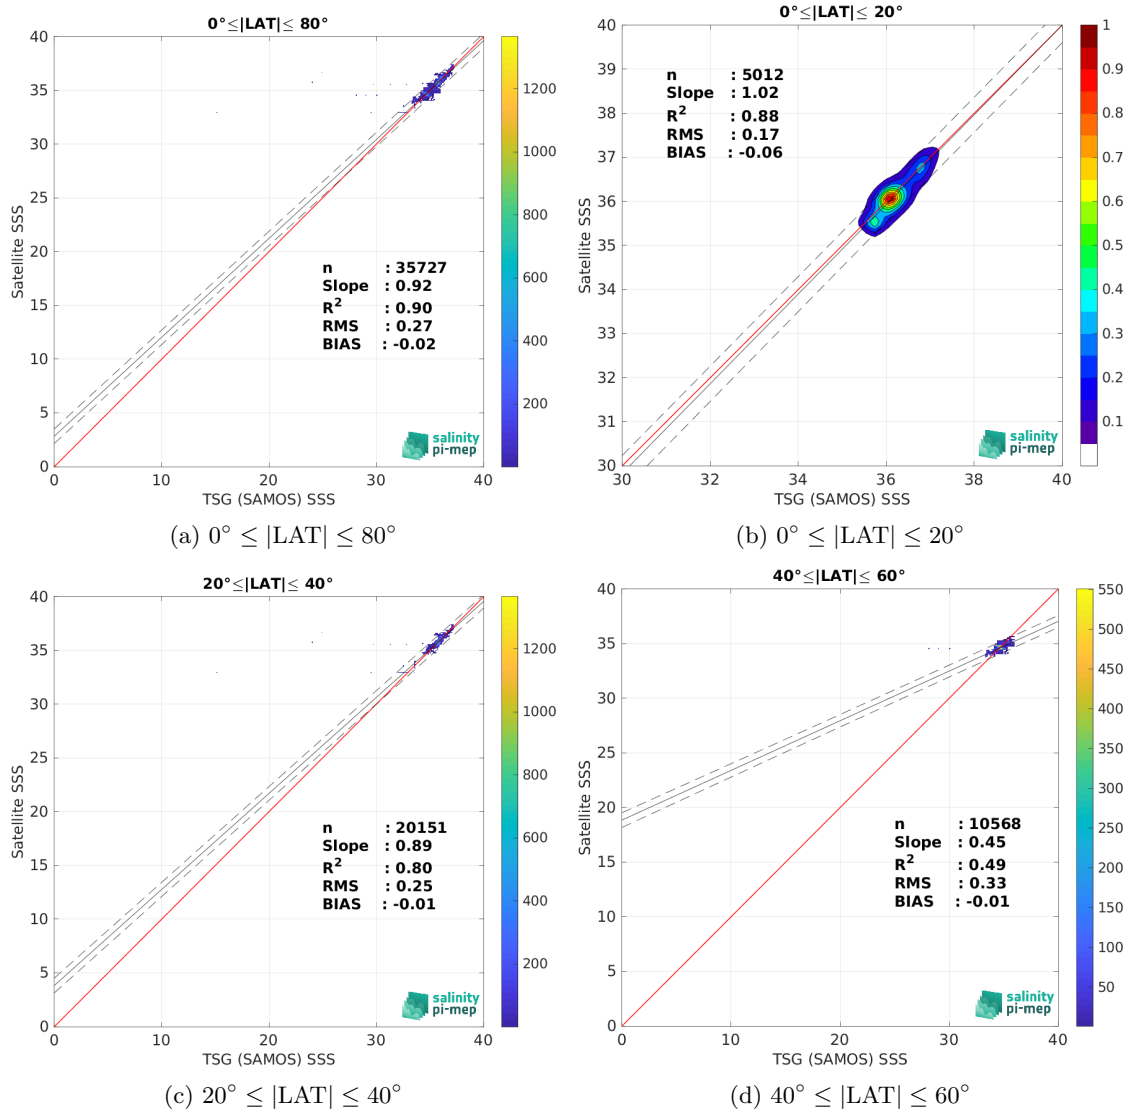 0°≤|LAT|≤ 80°
40
35
30
25
20
15
10
5
0
0
10
20
30
40
Satellite SSS
TSG (SAMOS) SSS
n : 35727
Slope : 0.92
R² : 0.90
RMS : 0.27
BIAS : -0.02
salinity
pi-mep
1200
1000
800
600
400
200
(a) 0° ≤ |LAT| ≤ 80°
0°≤|LAT|≤ 20°
40
39
38
37
36
35
34
33
32
31
30
30
32
34
36
38
40
Satellite SSS
TSG (SAMOS) SSS
n : 5012
Slope : 1.02
R² : 0.88
RMS : 0.17
BIAS : -0.06
salinity
pi-mep
1
0.9
0.8
0.7
0.6
0.5
0.4
0.3
0.2
0.1
(b) 0° ≤ |LAT| ≤ 20°
20°≤|LAT|≤ 40°
40
35
30
25
20
15
10
5
0
0
10
20
30
40
Satellite SSS
TSG (SAMOS) SSS
n : 20151
Slope : 0.89
R² : 0.80
RMS : 0.25
BIAS : -0.01
salinity
pi-mep
1200
1000
800
600
400
200
(c) 20° ≤ |LAT| ≤ 40°
40°≤|LAT|≤ 60°
40
35
30
25
20
15
10
5
0
0
10
20
30
40
Satellite SSS
TSG (SAMOS) SSS
n : 10568
Slope : 0.45
R² : 0.49
RMS : 0.33
BIAS : -0.01
salinity
pi-mep
550
500
450
400
350
300
250
200
150
100
50
(d) 40° ≤ |LAT| ≤ 60°